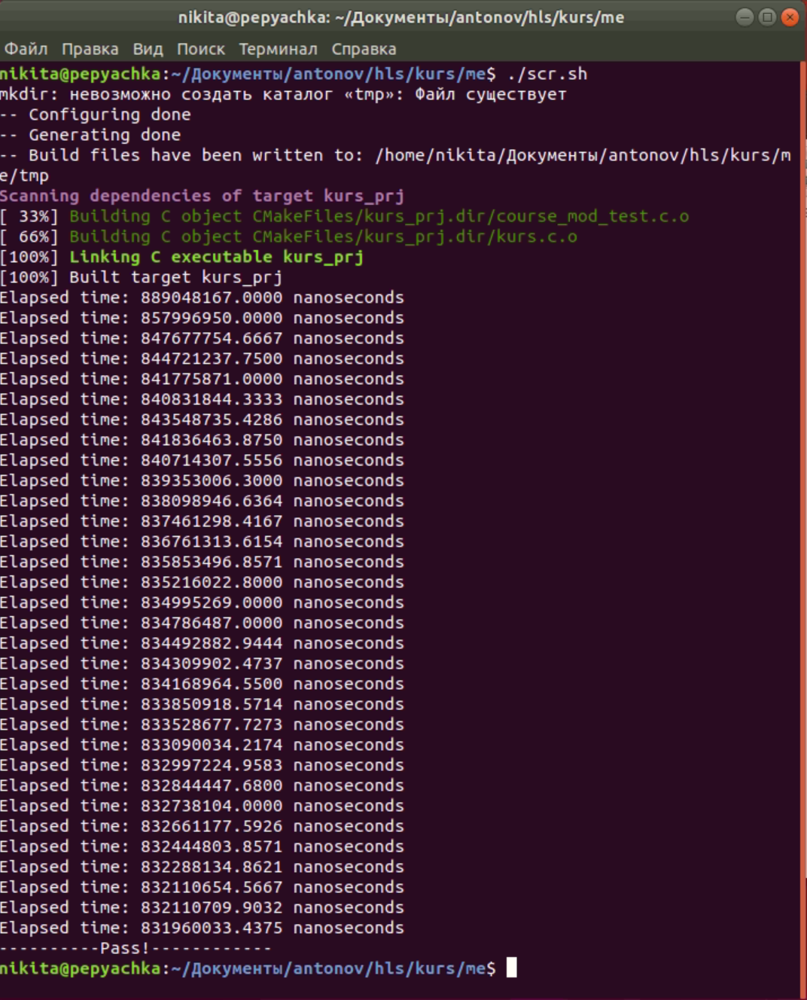 nikita@pepyachka: ~/Документы/antonov/hls/kurs/me
Файл Правка Вид Поиск Терминал Справка
nikita@pepyachka:~/Документы/antonov/hls/kurs/me$ ./scr.sh
mkdir: невозможно создать каталог «tmp»: Файл существует
-- Configuring done
-- Generating done
-- Build files have been written to: /home/nikita/Документы/antonov/hls/kurs/m
e/tmp
Scanning dependencies of target kurs_prj
[ 33%] Building C object CMakeFiles/kurs_prj.dir/course_mod_test.c.o
[ 66%] Building C object CMakeFiles/kurs_prj.dir/kurs.c.o
[100%] Linking C executable kurs_prj
[100%] Built target kurs_prj
Elapsed time: 889048167.0000 nanoseconds
Elapsed time: 857996950.0000 nanoseconds
Elapsed time: 847677754.6667 nanoseconds
Elapsed time: 844721237.7500 nanoseconds
Elapsed time: 841775871.0000 nanoseconds
Elapsed time: 840831844.3333 nanoseconds
Elapsed time: 843548735.4286 nanoseconds
Elapsed time: 841836463.8750 nanoseconds
Elapsed time: 840714307.5556 nanoseconds
Elapsed time: 839353006.3000 nanoseconds
Elapsed time: 838098946.6364 nanoseconds
Elapsed time: 837461298.4167 nanoseconds
Elapsed time: 836761313.6154 nanoseconds
Elapsed time: 835853496.8571 nanoseconds
Elapsed time: 835216022.8000 nanoseconds
Elapsed time: 834995269.0000 nanoseconds
Elapsed time: 834786487.0000 nanoseconds
Elapsed time: 834492882.9444 nanoseconds
Elapsed time: 834309902.4737 nanoseconds
Elapsed time: 834168964.5500 nanoseconds
Elapsed time: 833850918.5714 nanoseconds
Elapsed time: 833528677.7273 nanoseconds
Elapsed time: 833090034.2174 nanoseconds
Elapsed time: 832997224.9583 nanoseconds
Elapsed time: 832844447.6800 nanoseconds
Elapsed time: 832738104.0000 nanoseconds
Elapsed time: 832661177.5926 nanoseconds
Elapsed time: 832444803.8571 nanoseconds
Elapsed time: 832288134.8621 nanoseconds
Elapsed time: 832110654.5667 nanoseconds
Elapsed time: 832110709.9032 nanoseconds
Elapsed time: 831960033.4375 nanoseconds
----------Pass!------------
nikita@pepyachka:~/Документы/antonov/hls/kurs/me$